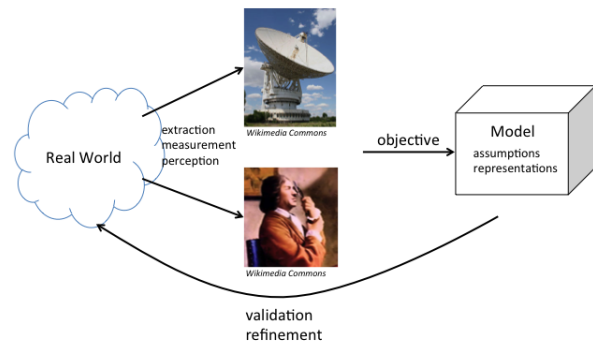 Real World
extraction
measurement
perception
Wikimedia Commons
Wikimedia Commons
objective
Model
assumptions
representations
validation
refinement